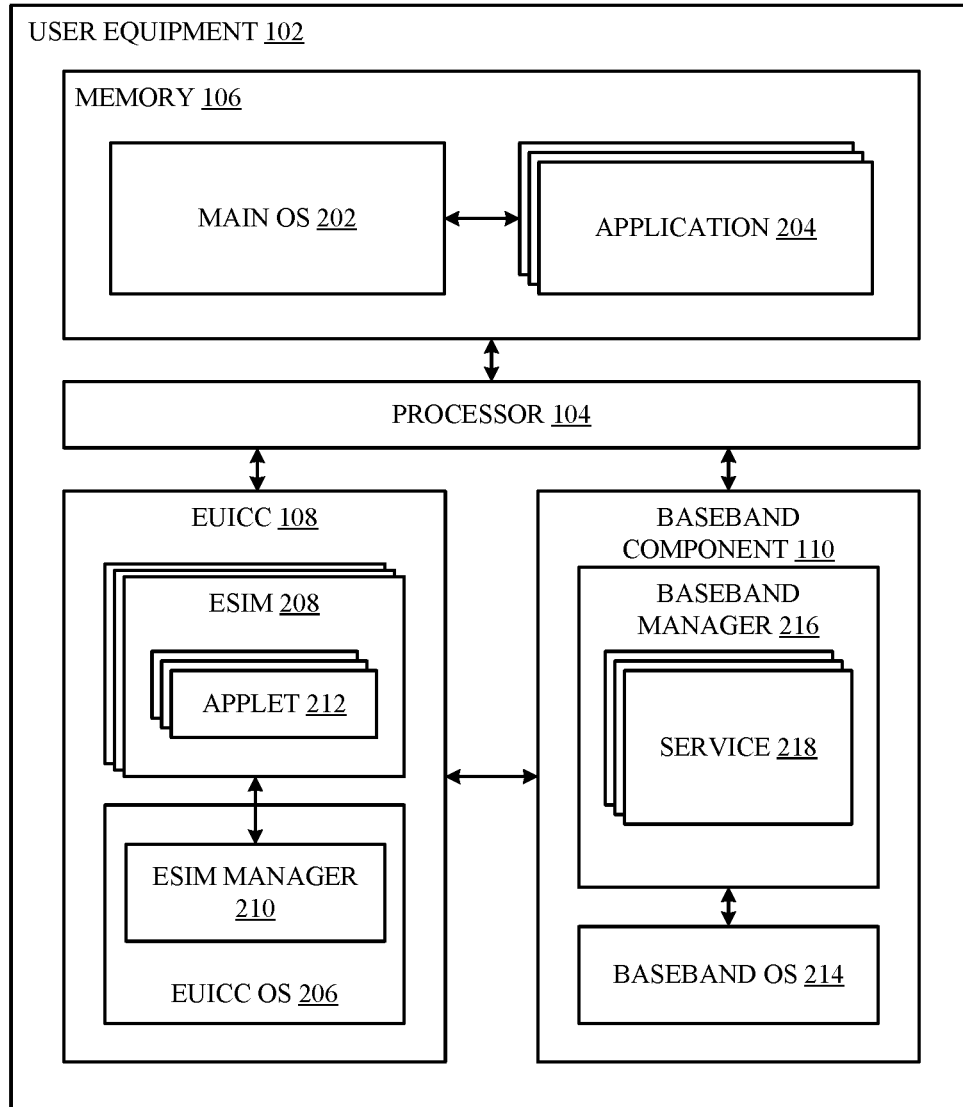 USER EQUIPMENT 102
MEMORY 106
MAIN OS 202
APPLICATION 204
PROCESSOR 104
EUICC 108
ESIM 208
APPLET 212
ESIM MANAGER
210
EUICC OS 206
BASEBAND
COMPONENT 110
BASEBAND
MANAGER 216
SERVICE 218
BASEBAND OS 214